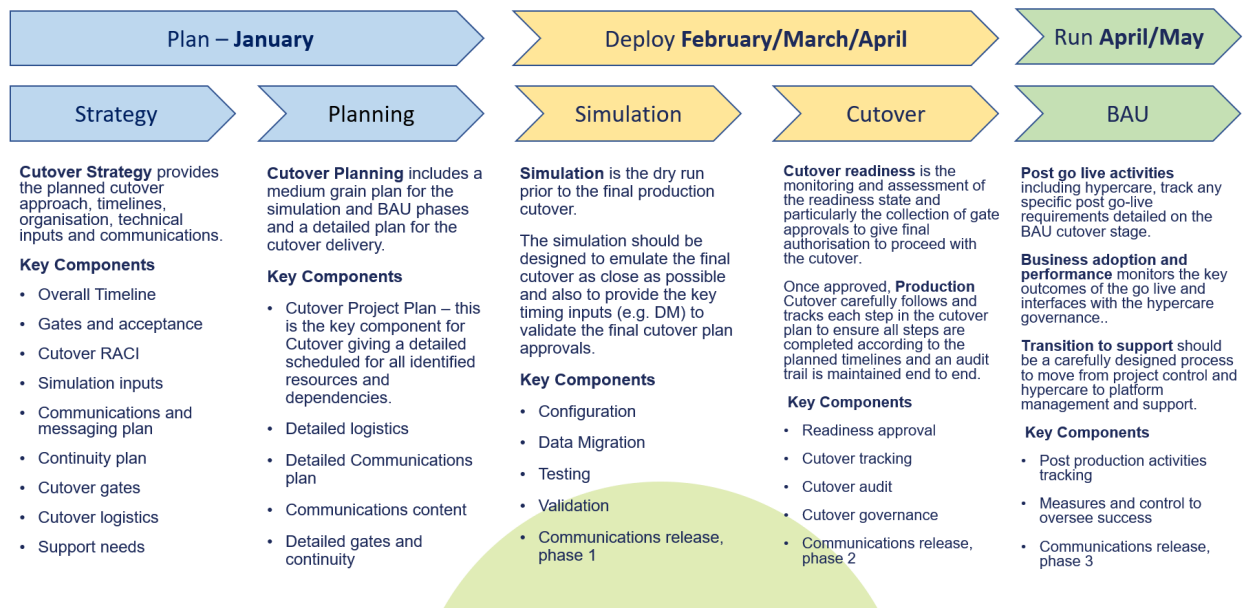 Plan – January
Deploy February/March/April
Run April/May
Strategy
Planning
Simulation
Cutover
BAU
Cutover Strategy provides
the planned cutover
approach, timelines,
organisation, technical
inputs and communications.
Key Components
• Overall Timeline
• Gates and acceptance
• Cutover RACI
• Simulation inputs
• Communications and
messaging plan
• Continuity plan
• Cutover gates
• Cutover logistics
• Support needs
Cutover Planning includes a
medium grain plan for the
simulation and BAU phases
and a detailed plan for the
cutover delivery.
Key Components
• Cutover Project Plan – this
is the key component for
Cutover giving a detailed
scheduled for all identified
resources and
dependencies.
• Detailed logistics
• Detailed Communications
plan
• Communications content
• Detailed gates and
continuity
Simulation is the dry run
prior to the final production
cutover.
The simulation should be
designed to emulate the final
cutover as close as possible
and also to provide the key
timing inputs (e.g. DM) to
validate the final cutover plan
approvals.
Key Components
• Configuration
• Data Migration
• Testing
• Validation
• Communications release,
phase 1
Cutover readiness is the
monitoring and assessment of
the readiness state and
particularly the collection of gate
approvals to give final
authorisation to proceed with
the cutover.
Once approved, Production
Cutover carefully follows and
tracks each step in the cutover
plan to ensure all steps are
completed according to the
planned timelines and an audit
trail is maintained end to end.
Key Components
• Readiness approval
• Cutover tracking
• Cutover audit
• Cutover governance
• Communications release,
phase 2
Post go live activities
including hypercare, track any
specific post go-live
requirements detailed on the
BAU cutover stage.
Business adoption and
performance monitors the key
outcomes of the go live and
interfaces with the hypercare
governance..
Transition to support should
be a carefully designed process
to move from project control and
hypercare to platform
management and support.
Key Components
• Post production activities
tracking
• Measures and control to
oversee success
• Communications release,
phase 3